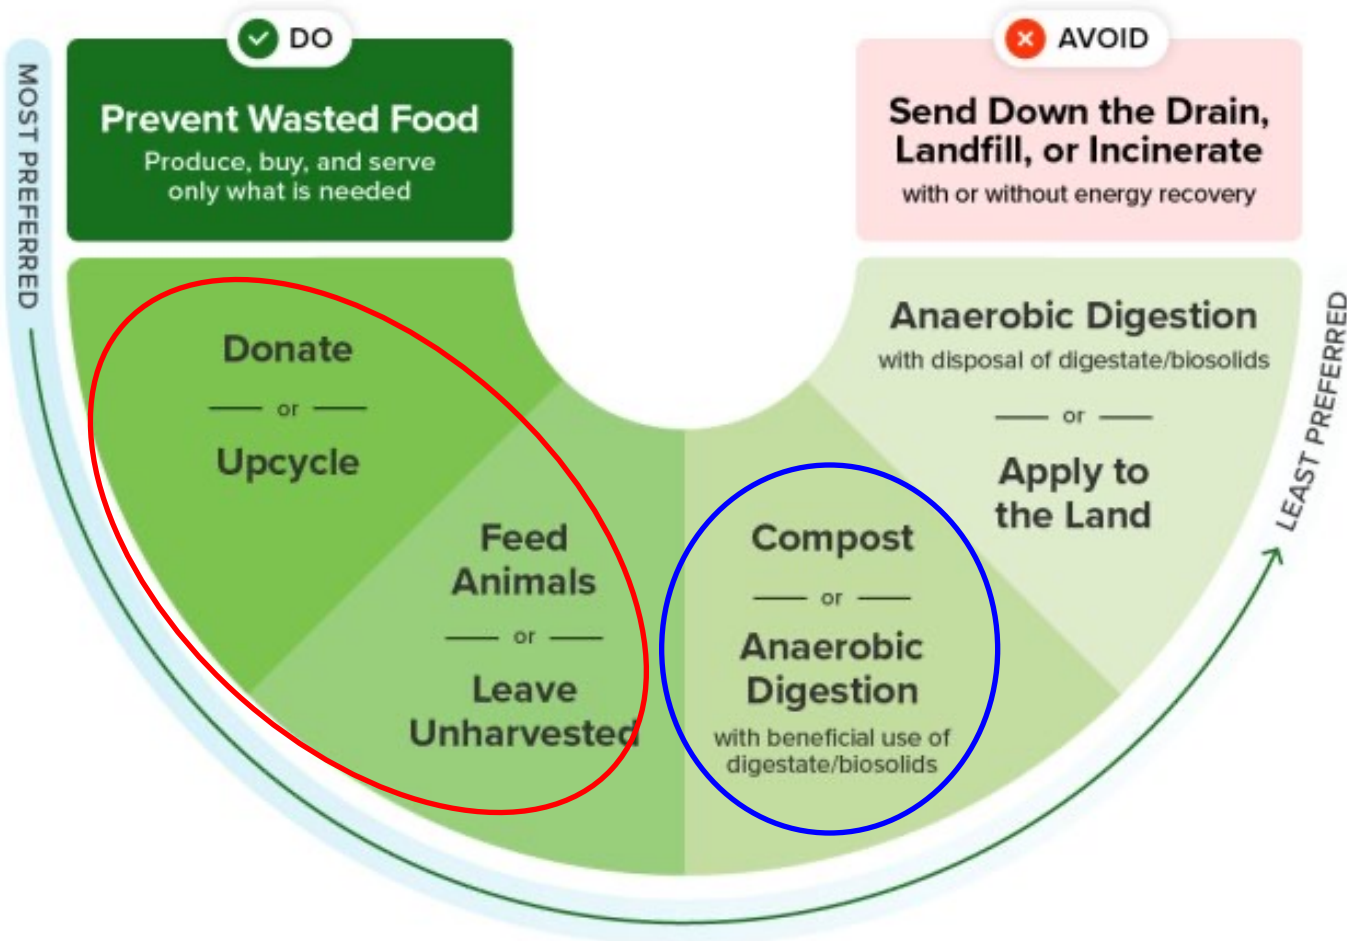 DO
Prevent Wasted Food
Produce, buy, and serve
only what is needed
AVOID
Send Down the Drain,
Landfill, or Incinerate
with or without energy recovery
MOST PREFERRED
Donate
or
Upcycle
Feed
Animals
or
Leave
Unharvested
Compost
or
Anaerobic
Digestion
with beneficial use of
digestate/biosolids
Anaerobic Digestion
with disposal of digestate/biosolids
or
Apply to
the Land
LEAST PREFERRED